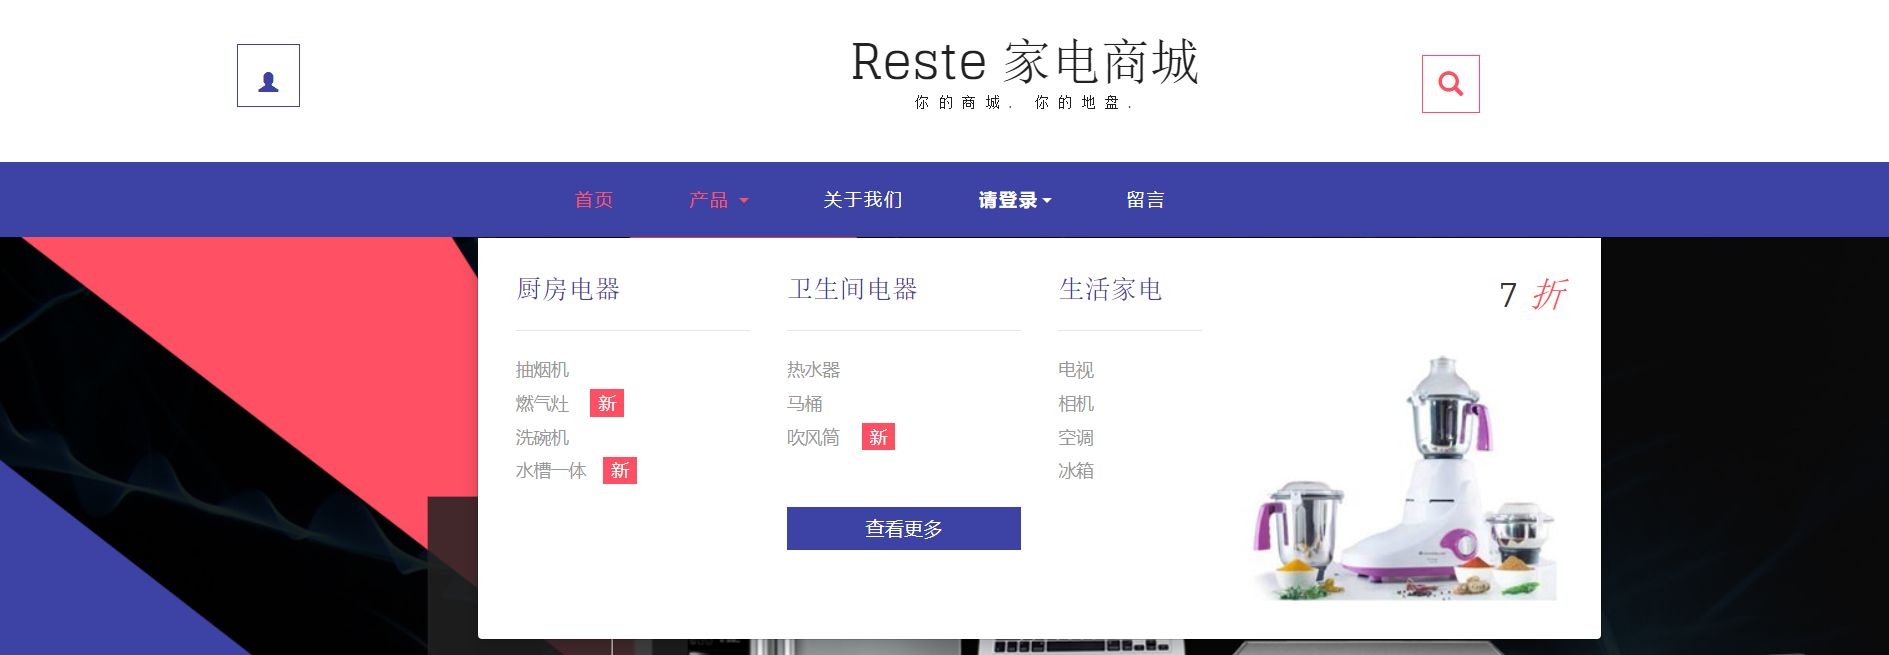 Reste 家电商城
你的商城. 你的地盘.
首页 产品 关于我们 请登录 留言
厨房电器
抽烟机
燃气灶 新
洗碗机
水槽一体 新
卫生间电器
热水器
马桶
吹风筒 新
查看更多
生活家电
电视
相机
空调
冰箱
7 折